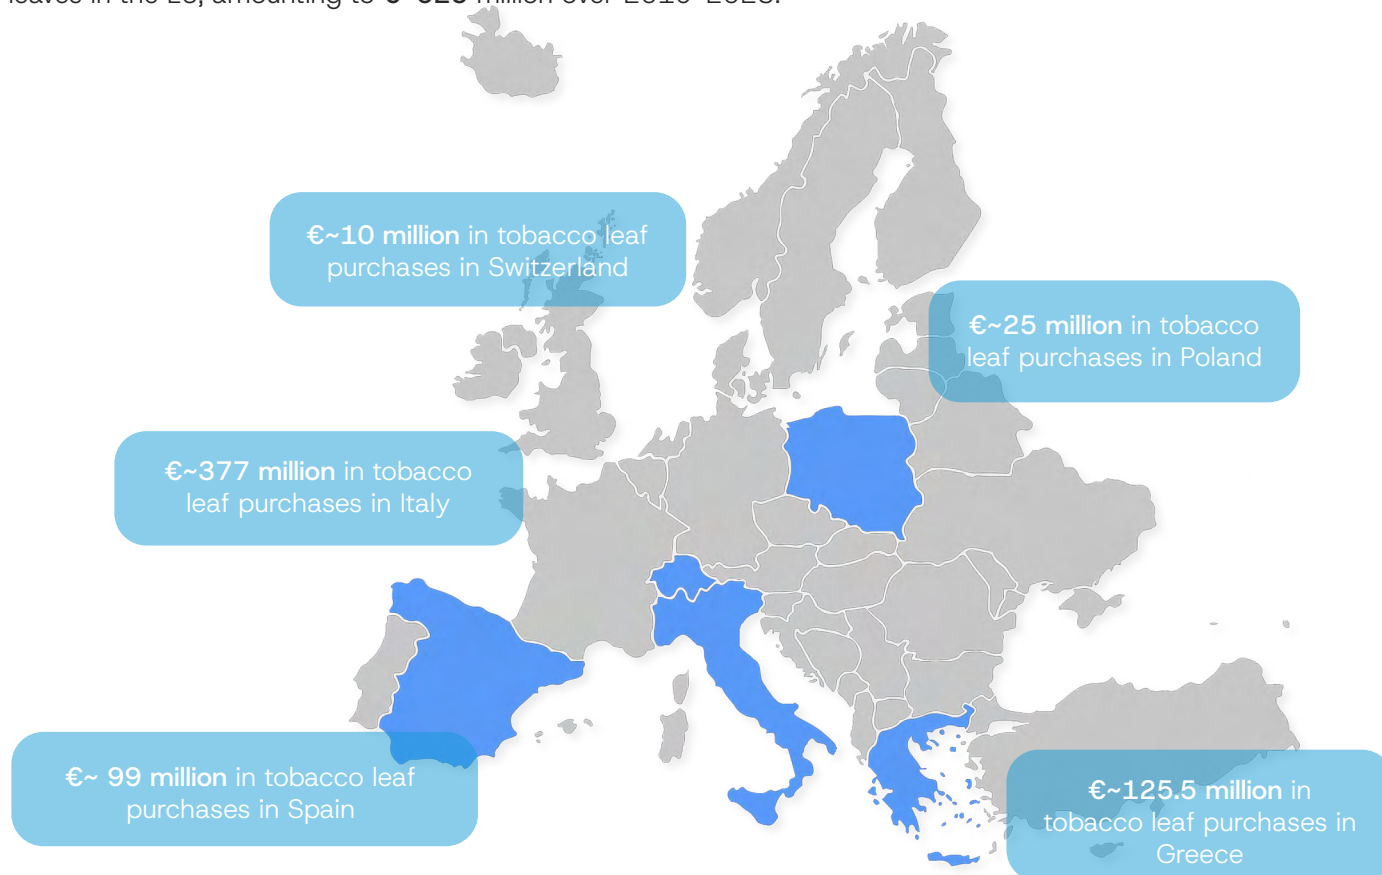 million over
€~10 million in tobacco leaf
purchases in Switzerland
€~25 million in tobacco
leaf purchases in Poland
€~377 million in tobacco
leaf purchases in Italy
€~ 99 million in tobacco leaf
purchases in Spain
€~125.5 million in
tobacco leaf purchases in
Greece